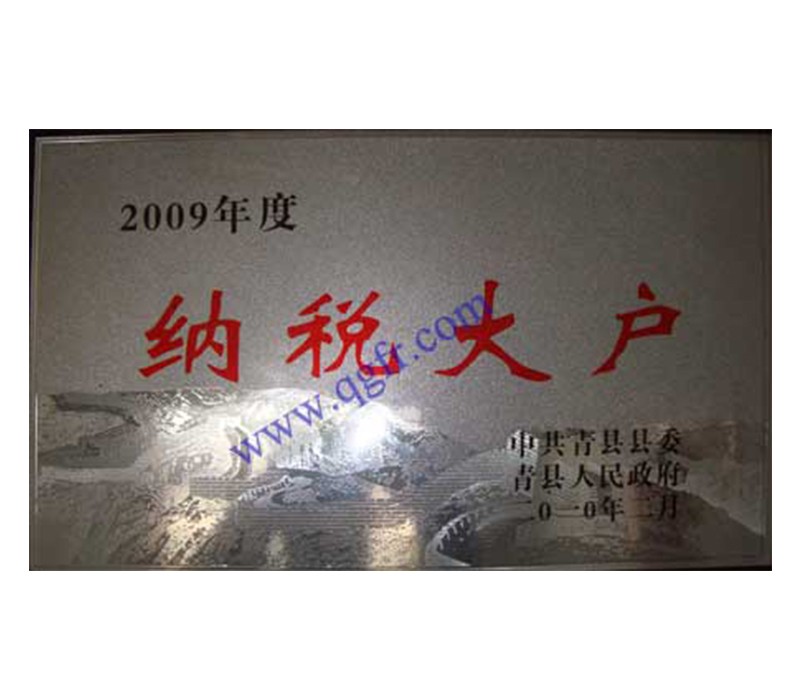 2009年度
纳税大户
www.qgfr.com
中共青县县委
青县人民政府
二0一0年二月